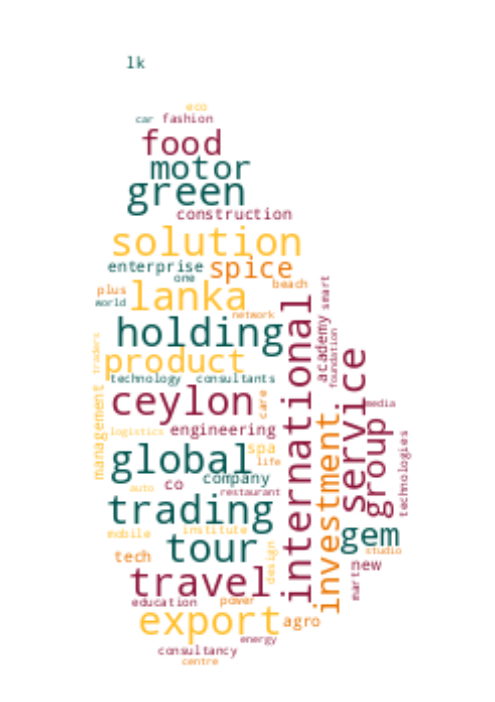 lk
eco
car fashion
food
motor
green
construction
solution
enterprise spice
one
beach
plus lanka
world
network
holding
product
traders
technology consultants
ceylon
care
management
logistics engineering
global spa
life
company
co
restaurant
auto
trading
mobile institute
tour
tech
design
travel
education power
export agro
energy
consultancy
centre
international
smart
academy
foundation
investment
service
media
group
technologies
gem
studio
new
mart